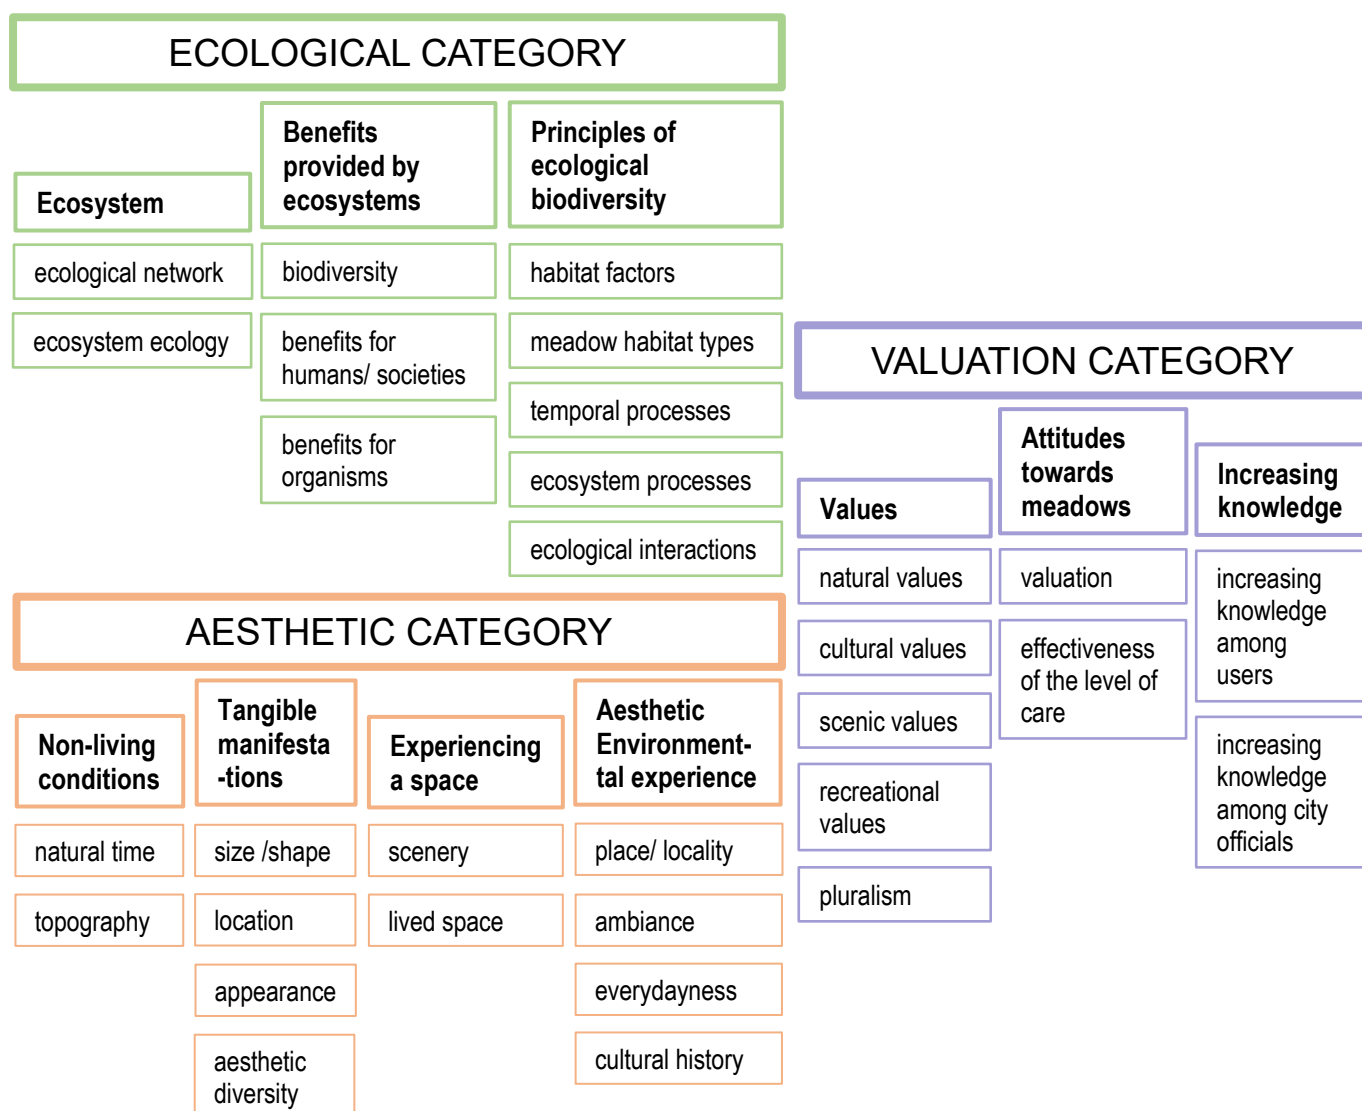 ECOLOGICAL CATEGORY
Ecosystem
ecological network
ecosystem ecology
Benefits
provided by
ecosystems
biodiversity
benefits for
humans/ societies
benefits for
organisms
Principles of
ecological
biodiversity
habitat factors
meadow habitat types
temporal processes
ecosystem processes
ecological interactions
AESTHETIC CATEGORY
Non-living
conditions
natural time
topography
Tangible
manifesta
-tions
size /shape
location
appearance
aesthetic
diversity
Experiencing
a space
scenery
lived space
Aesthetic
Environmen-
tal experience
place/ locality
ambiance
everydayness
cultural history
VALUATION CATEGORY
Values
natural values
cultural values
scenic values
recreational
values
pluralism
Attitudes
towards
meadows
valuation
effectiveness
of the level of
care
Increasing
knowledge
increasing
knowledge
among
users
increasing
knowledge
among city
officials